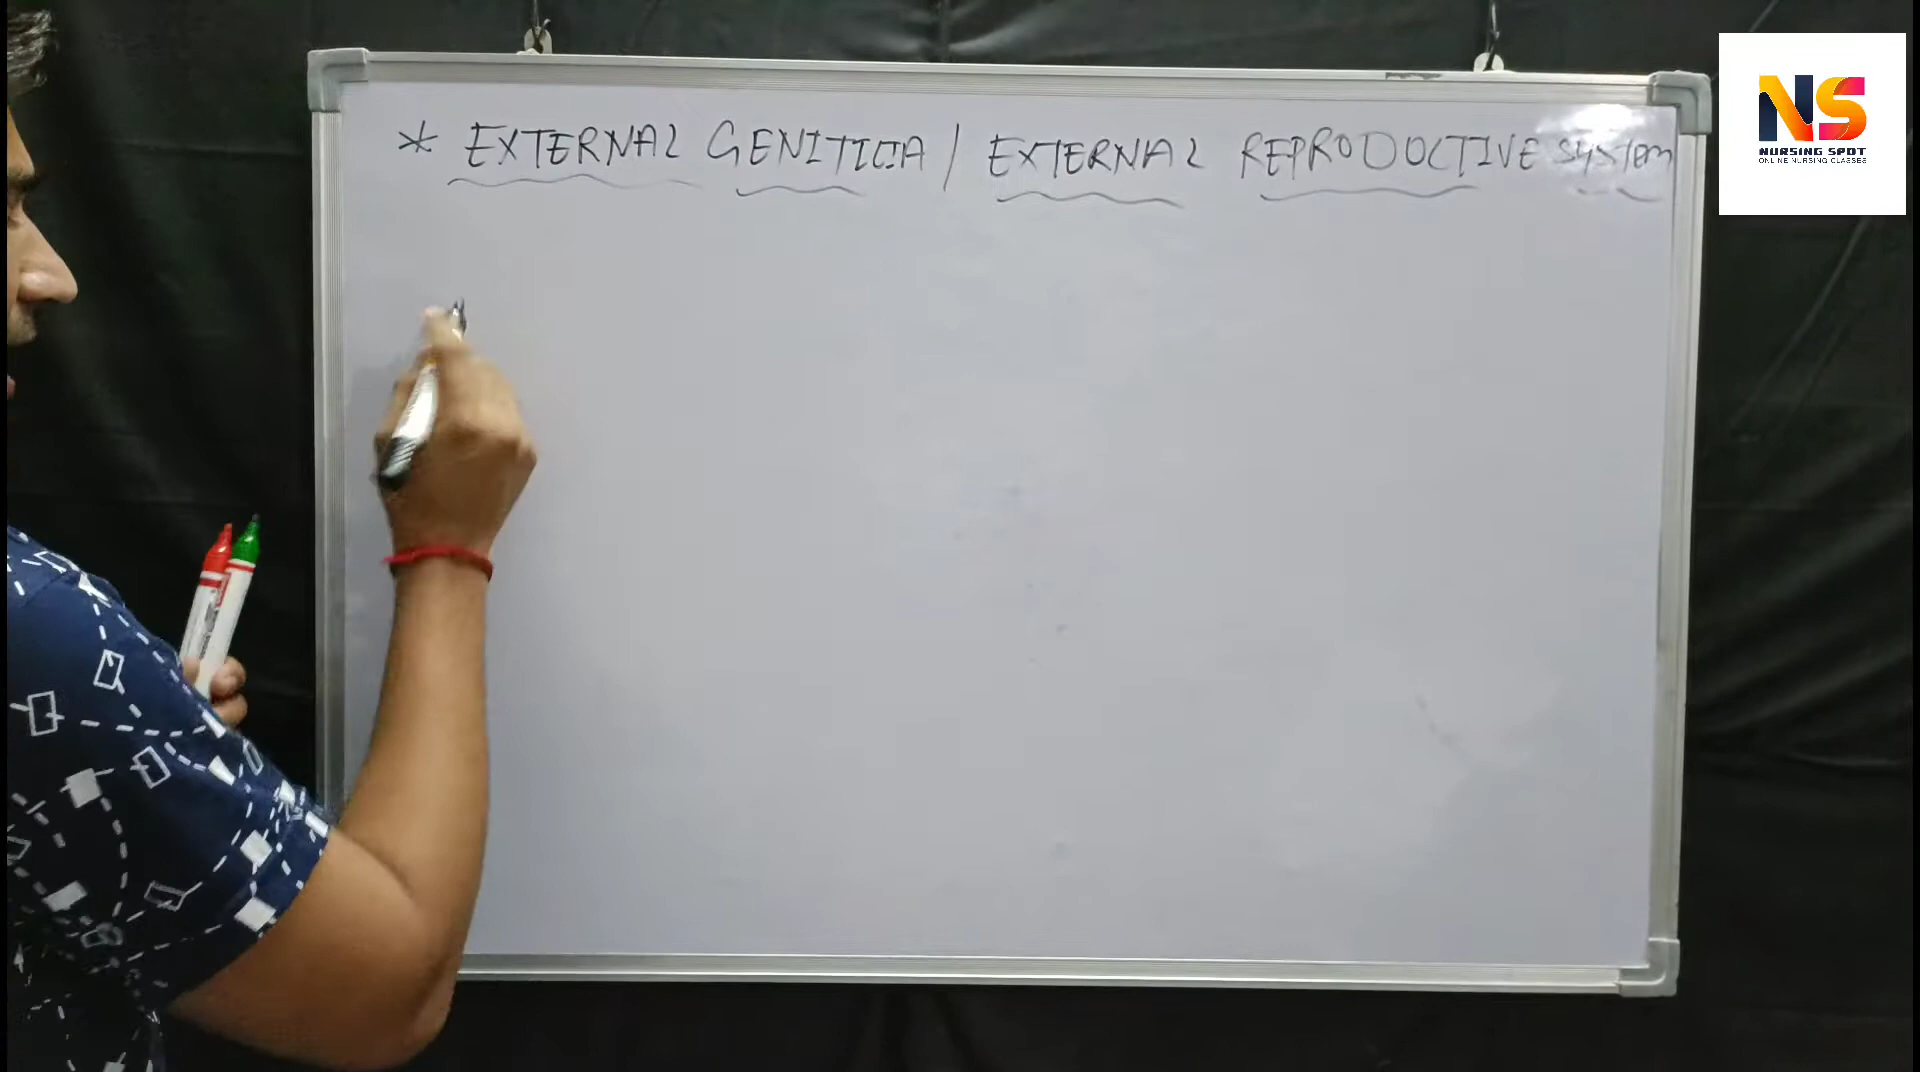 * EXTERNAL GENITICIA / EXTERNAL REPRODUCTIVE SYSTEM
NS
NURSING SPOT
ONLINE NURSING CLASSES